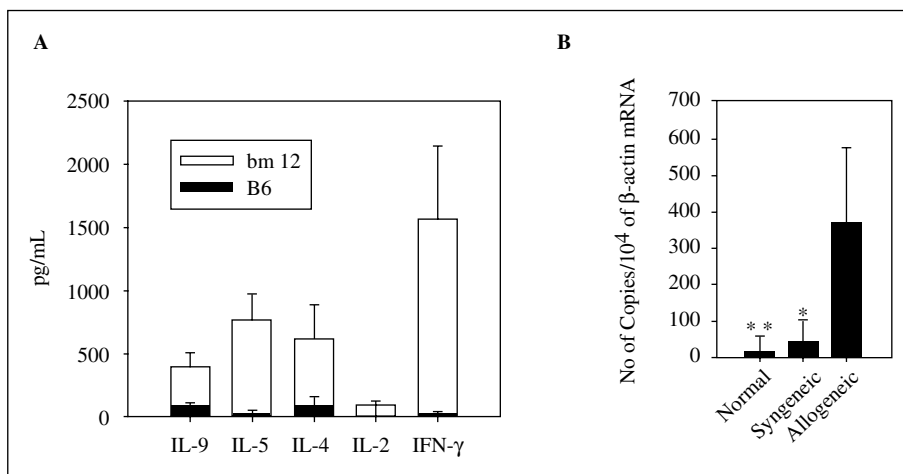 A
2500
2000
1500
1000
500
0
pg/mL
bm 12
B6
IL-9 IL-5 IL-4 IL-2 IFN-γ
B
700
600
500
400
300
200
100
0
No of Copies/10⁴ of β-actin mRNA
* *
*
Normal
Syngeneic
Allogeneic